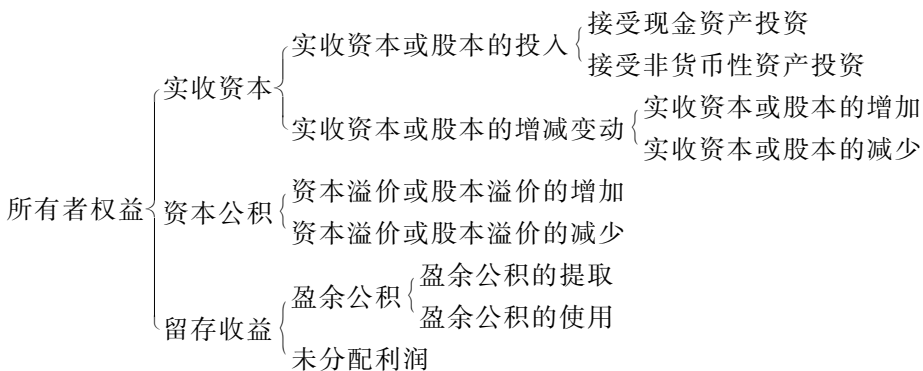 接受现金资产投资
实收资本或股本的投入
接受非货币性资产投资
实收资本
实收资本或股本的增加
实收资本或股本的增减变动
实收资本或股本的减少
资本溢价或股本溢价的增加
所有者权益
资本公积
资本溢价或股本溢价的减少
盈余公积的提取
盈余公积
盈余公积的使用
留存收益
未分配利润